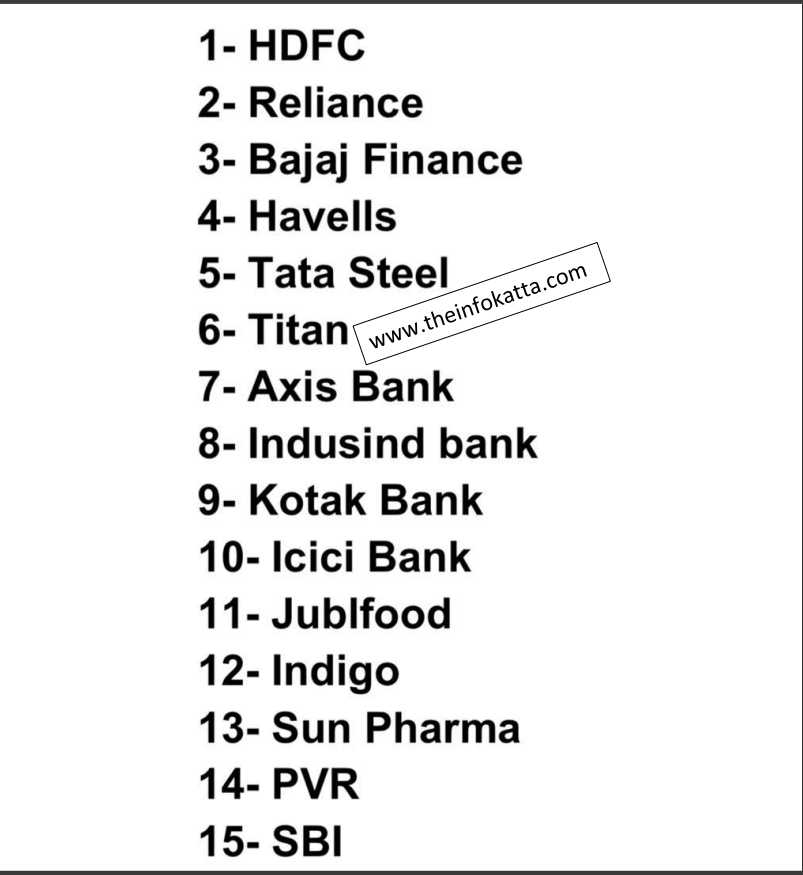 1- HDFC
2- Reliance
3- Bajaj Finance
4- Havells
5- Tata Steel
www.theinfokatta.com
6- Titan
7- Axis Bank
8- Indusind bank
9- Kotak Bank
10- Icici Bank
11- Jublfood
12- Indigo
13- Sun Pharma
14- PVR
15- SBI